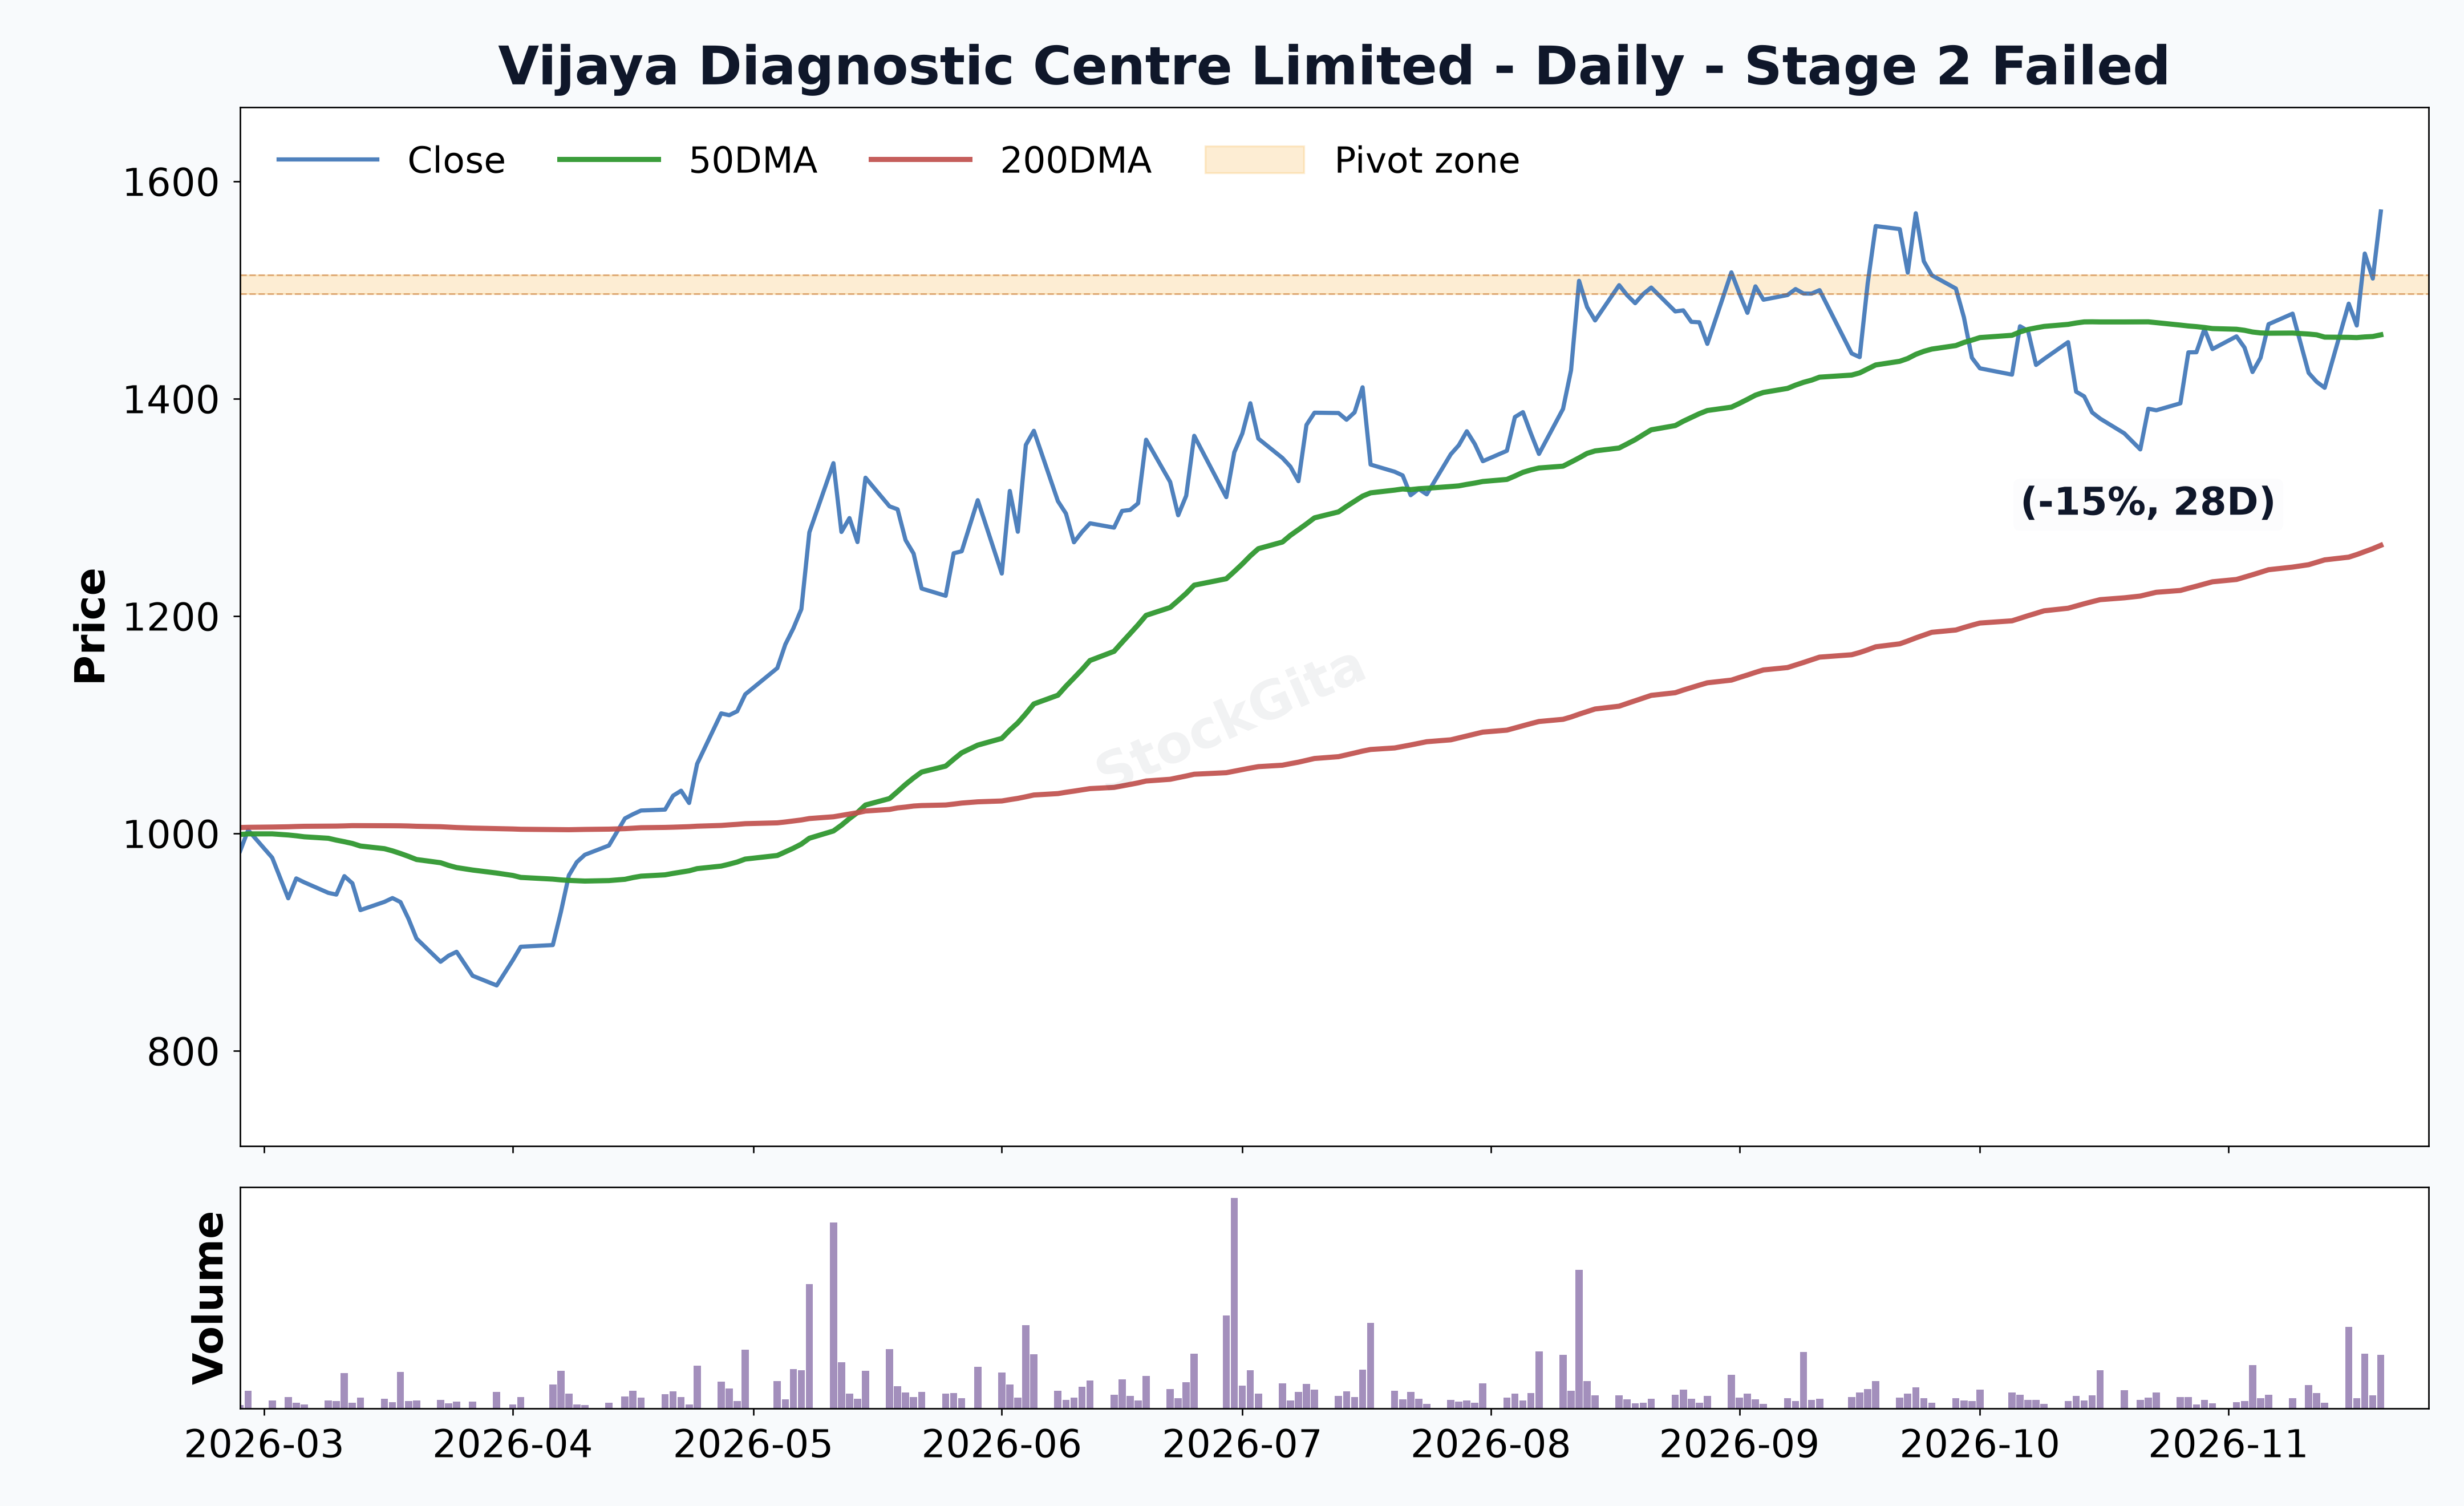 Vijaya Diagnostic Centre Limited - Daily - Stage 2 Failed
Close 50DMA 200DMA Pivot zone
1600
1400
1200
1000
800
Price
(-15%, 28D)
StockGita
Volume
2026-03 2026-04 2026-05 2026-06 2026-07 2026-08 2026-09 2026-10 2026-11